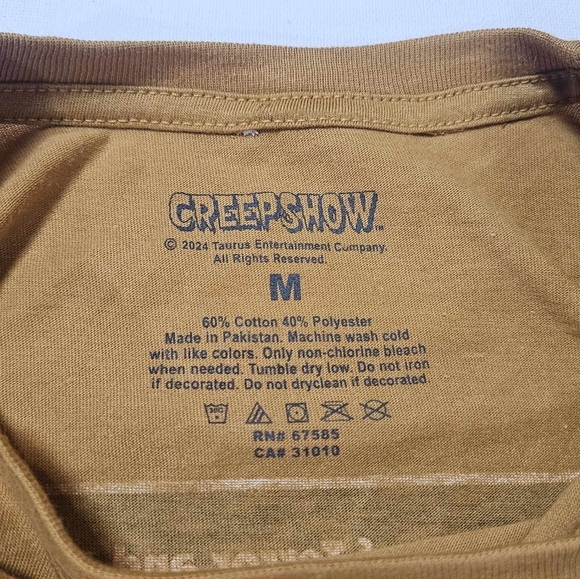 CREEPSHOW™
© 2024 Taurus Entertainment Company.
All Rights Reserved.
M
60% Cotton 40% Polyester
Made in Pakistan. Machine wash cold
with like colors. Only non-chlorine bleach
when needed. Tumble dry low. Do not iron
if decorated. Do not dryclean if decorated.
30C
RN# 67585
CA# 31010